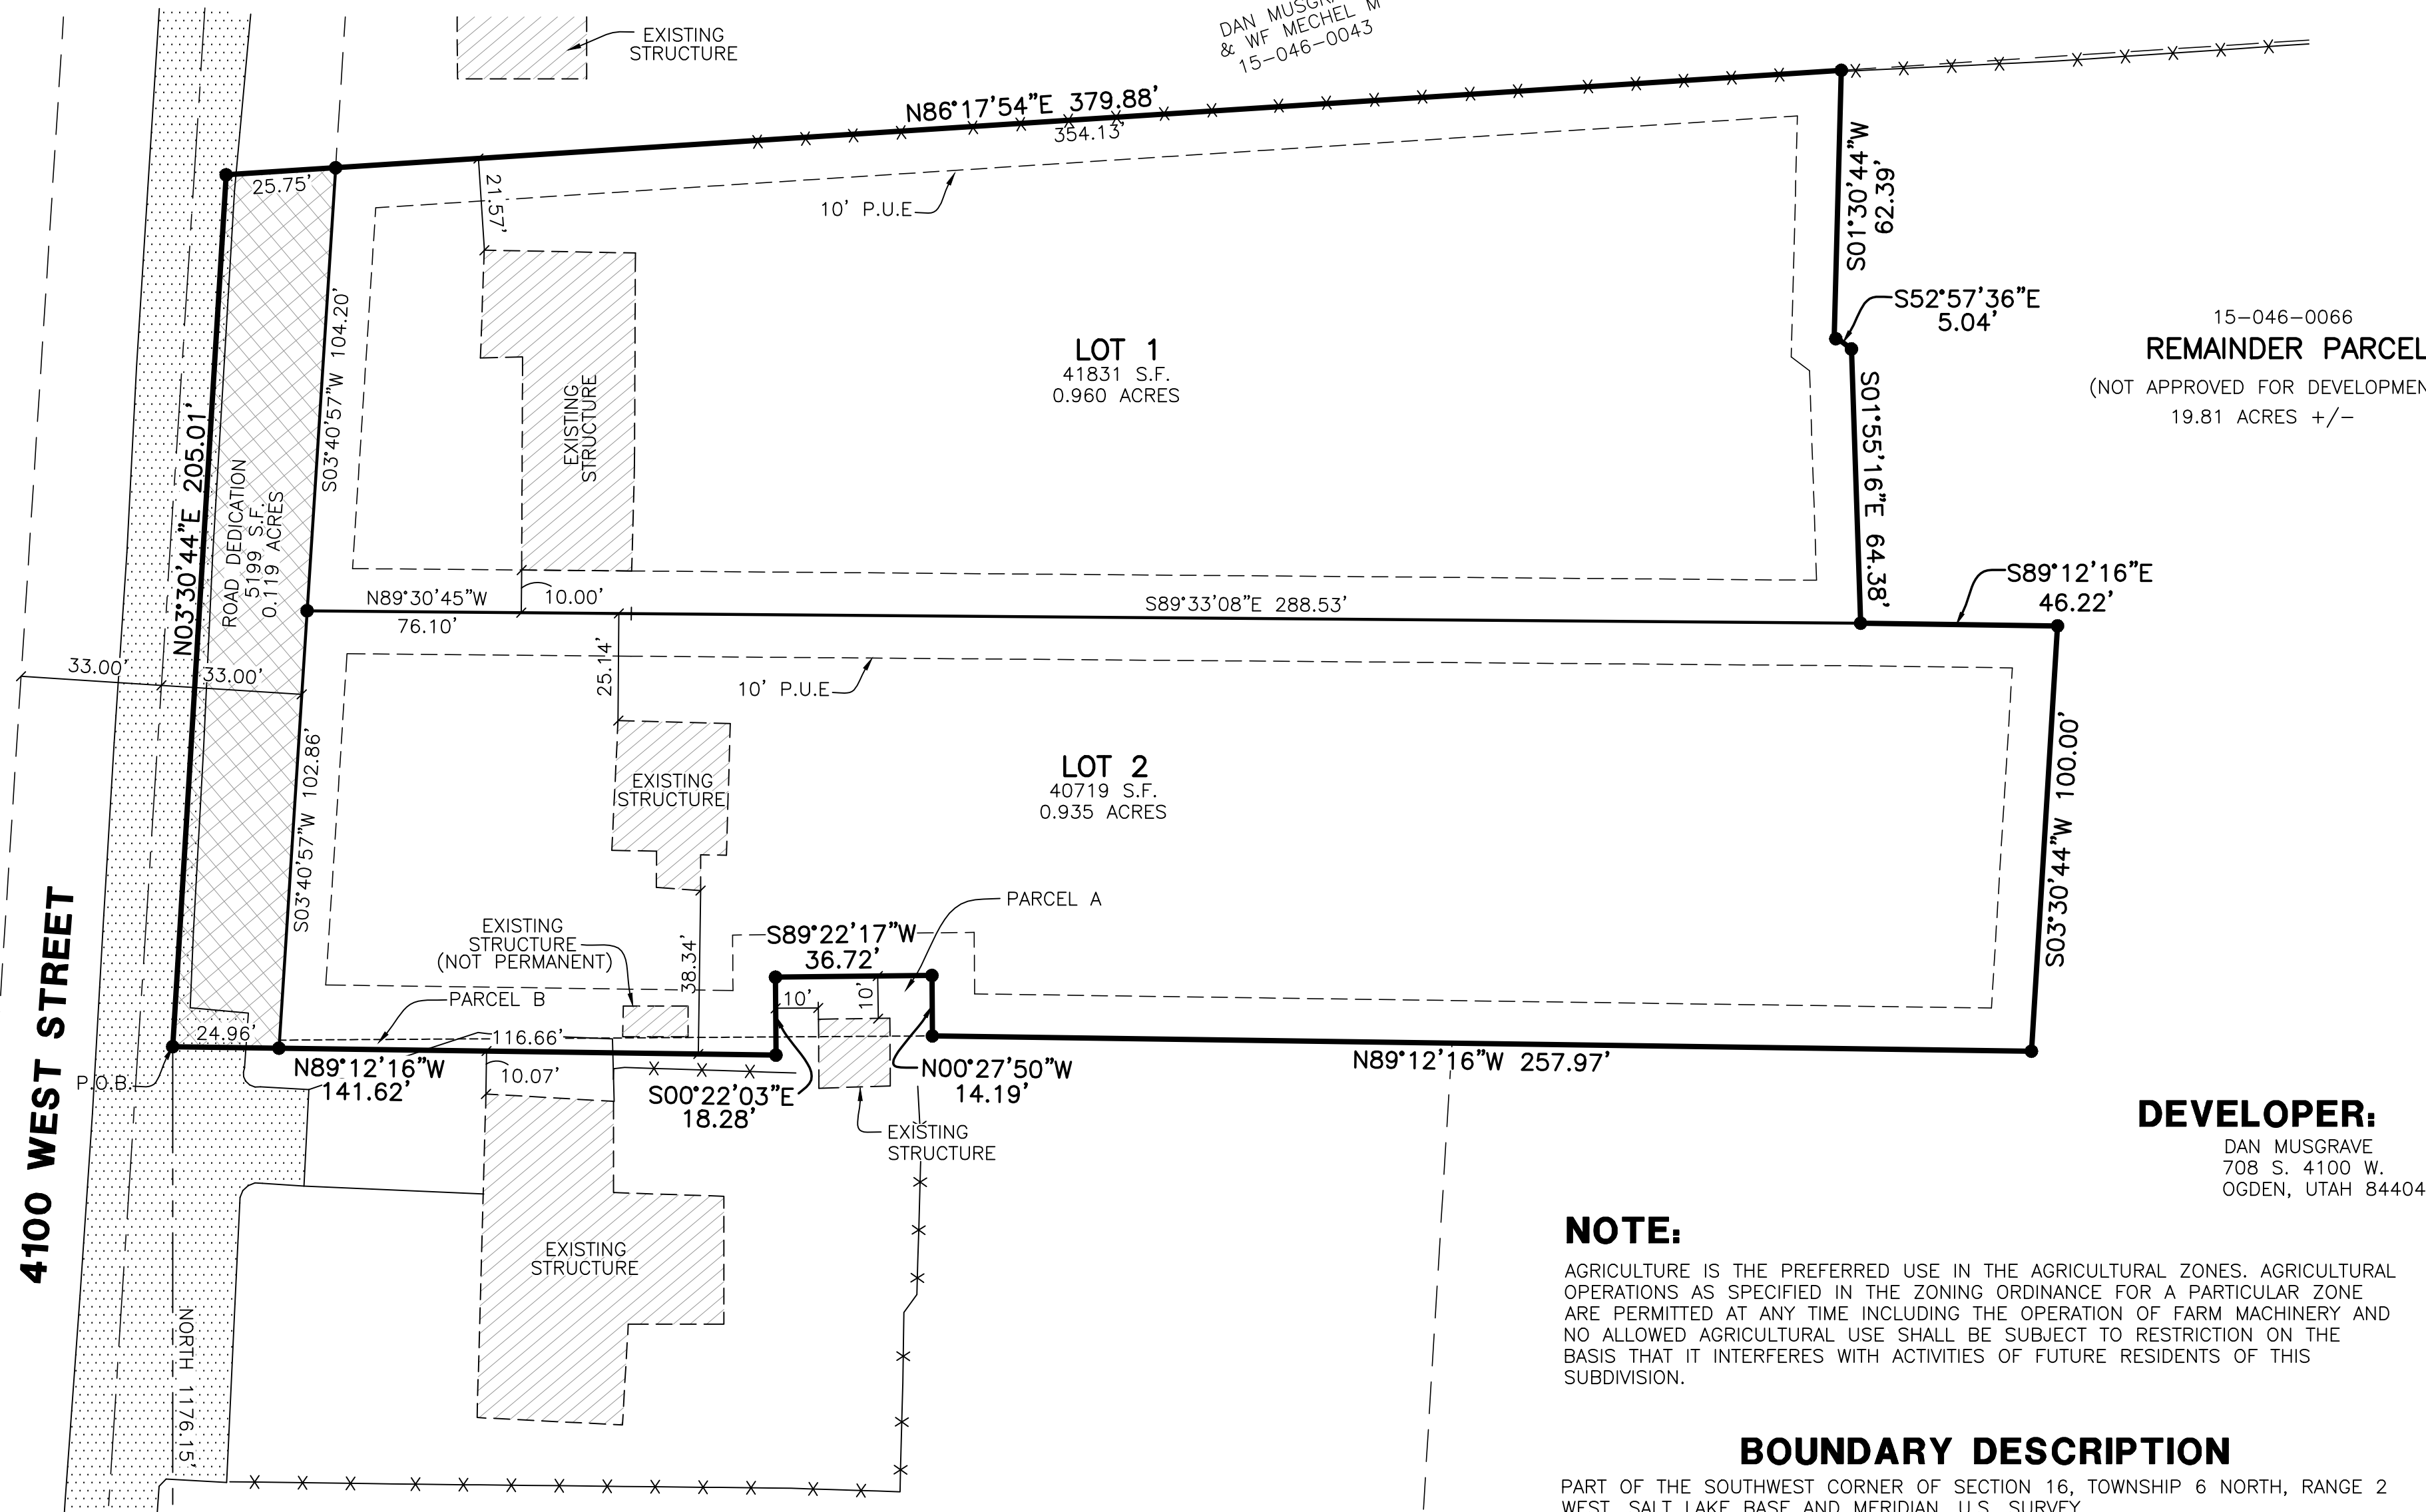 EXISTING
STRUCTURE
DAN
& WF MECHEL
15-046-0043
N86°17'54"E 379.88'
354.13'
25.75'
21.57'
10' P.U.E
S01°30'44"W
62.39'
S52°57'36"E
5.04'
15-046-0066
REMAINDER PARCEL
(NOT APPROVED FOR
19.81 ACRES +/-
LOT 1
41831 S.F.
0.960 ACRES
EXISTING
STRUCTURE
S03°40'57"W 104.20'
N03°30'44"E 205.01'
ROAD DEDICATION
5199 S.F.
0.119 ACRES
S01°55'16"E 64.38'
S89°12'16"E
46.22'
N89°30'45"W
76.10'
10.00'
S89°33'08"E 288.53'
33.00'
33.00'
25.14'
10' P.U.E
S03°40'57"W 102.86'
EXISTING
STRUCTURE
LOT 2
40719 S.F.
0.935 ACRES
S03°30'44"W 100.00'
PARCEL A
EXISTING
STRUCTURE
(NOT PERMANENT)
38.34'
S89°22'17"W
36.72'
10'
10'
PARCEL B
24.96'
116.66'
P.O.B.
N89°12'16"W
141.62'
10.07'
S00°22'03"E
18.28'
N00°27'50"W
14.19'
N89°12'16"W 257.97'
EXISTING
STRUCTURE
4100 WEST STREET
EXISTING
STRUCTURE
NORTH 1176.15'
DEVELOPER:
DAN MUSGRAVE
708 S. 4100 W.
OGDEN, UTAH 84404
NOTE:
AGRICULTURE IS THE PREFERRED USE IN THE AGRICULTURAL ZONES. AGRICULTURAL
OPERATIONS AS SPECIFIED IN THE ZONING ORDINANCE FOR A PARTICULAR ZONE
ARE PERMITTED AT ANY TIME INCLUDING THE OPERATION OF FARM MACHINERY AND
NO ALLOWED AGRICULTURAL USE SHALL BE SUBJECT TO RESTRICTION ON THE
BASIS THAT IT INTERFERES WITH ACTIVITIES OF FUTURE RESIDENTS OF THIS
SUBDIVISION.
BOUNDARY DESCRIPTION
PART OF THE SOUTHWEST CORNER OF SECTION 16, TOWNSHIP 6 NORTH, RANGE 2
WEST, SALT LAKE BASE AND MERIDIAN, U.S. SURVEY